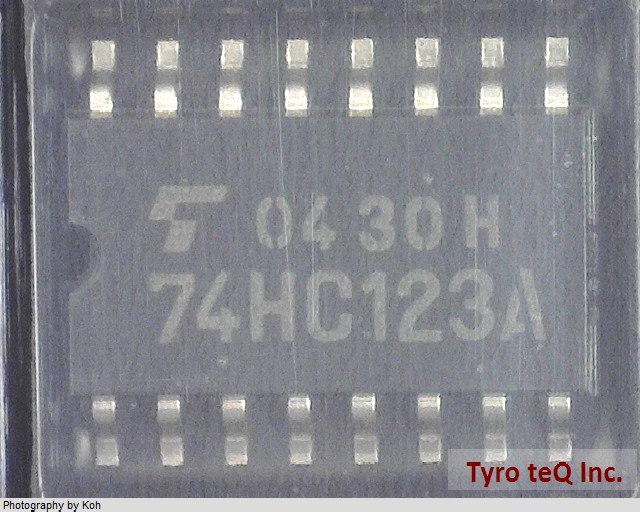 0430H
74HC123A
Tyro teQ Inc.
Photography by Koh